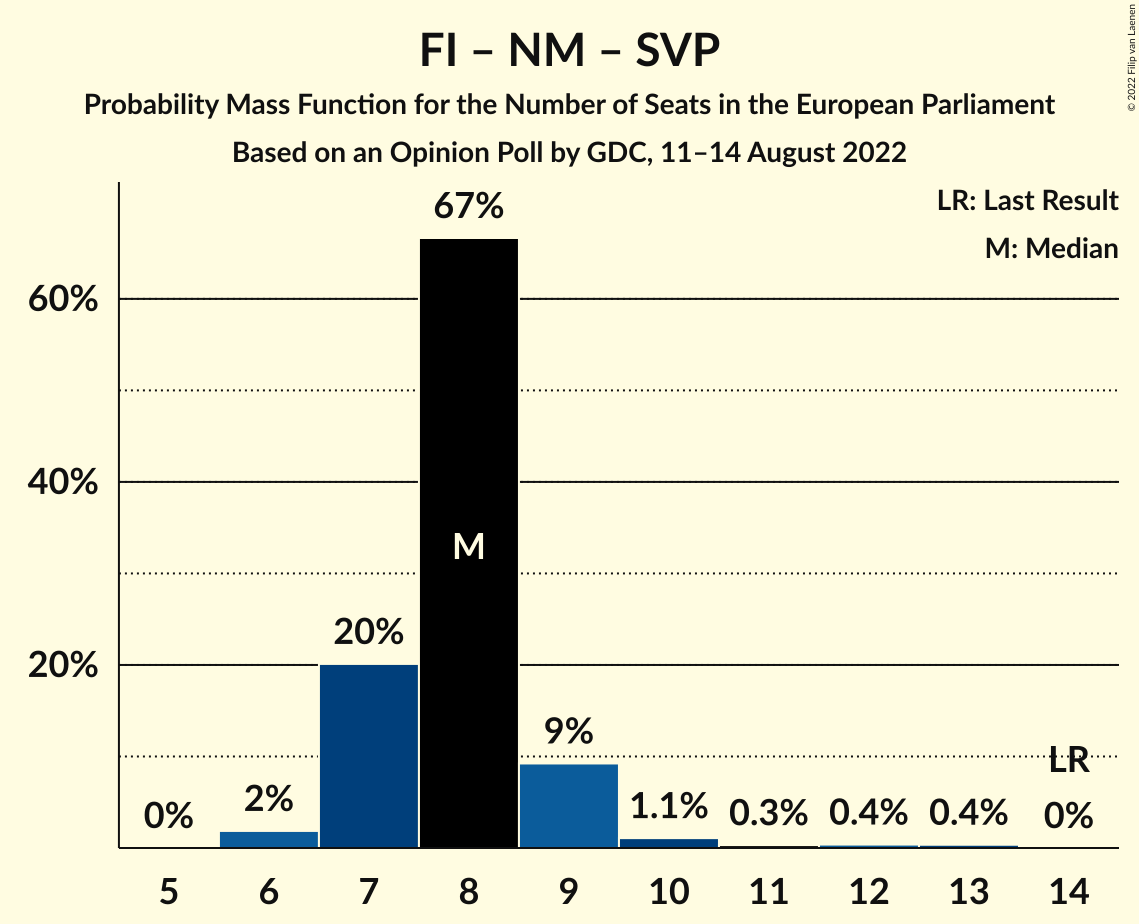 FI – NM – SVP
Probability Mass Function for the Number of Seats in the European Parliament
Based on an Opinion Poll by GDC, 11–14 August 2022
© 2022 Filip van Laenen
LR: Last Result
M: Median
60%
40%
20%
0%
2%
20%
67%
M
9%
1.1%
0.3%
0.4%
0.4%
LR
0%
5 6 7 8 9 10 11 12 13 14